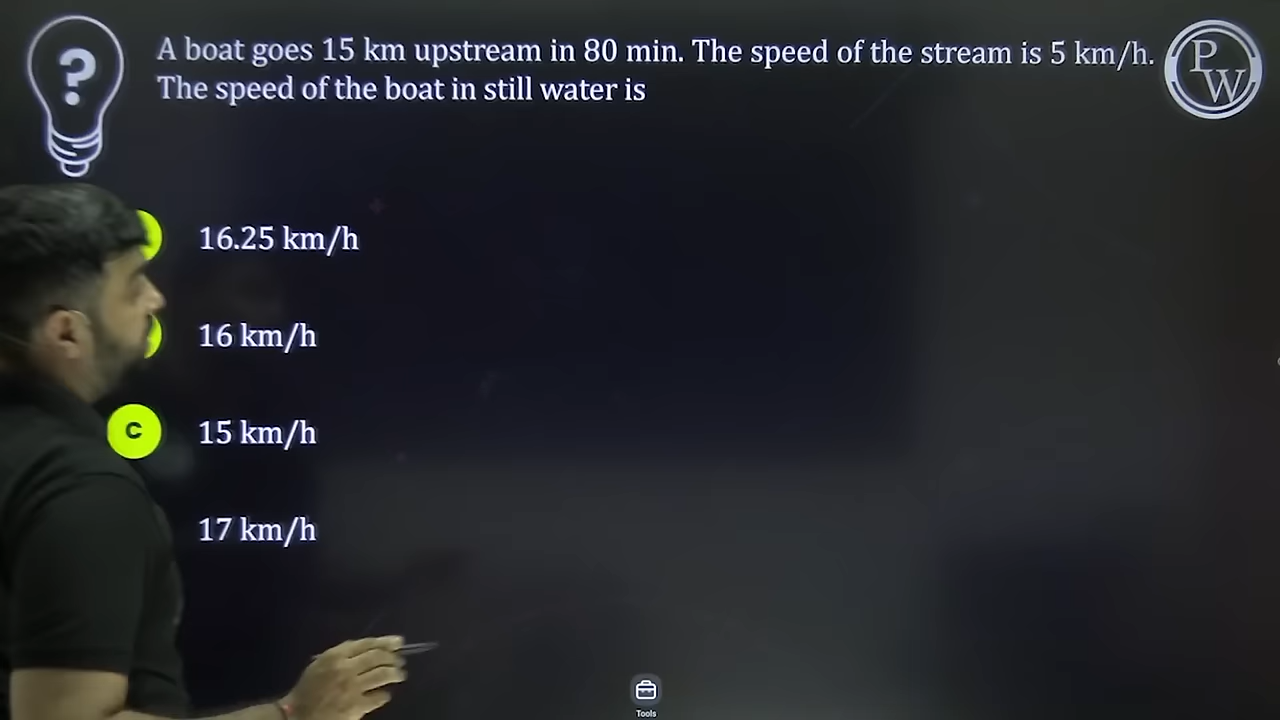 ?
A boat goes 15 km upstream in 80 min. The speed of the stream is 5 km/h.
The speed of the boat in still water is
PW
16.25 km/h
16 km/h
C
15 km/h
17 km/h
Tools